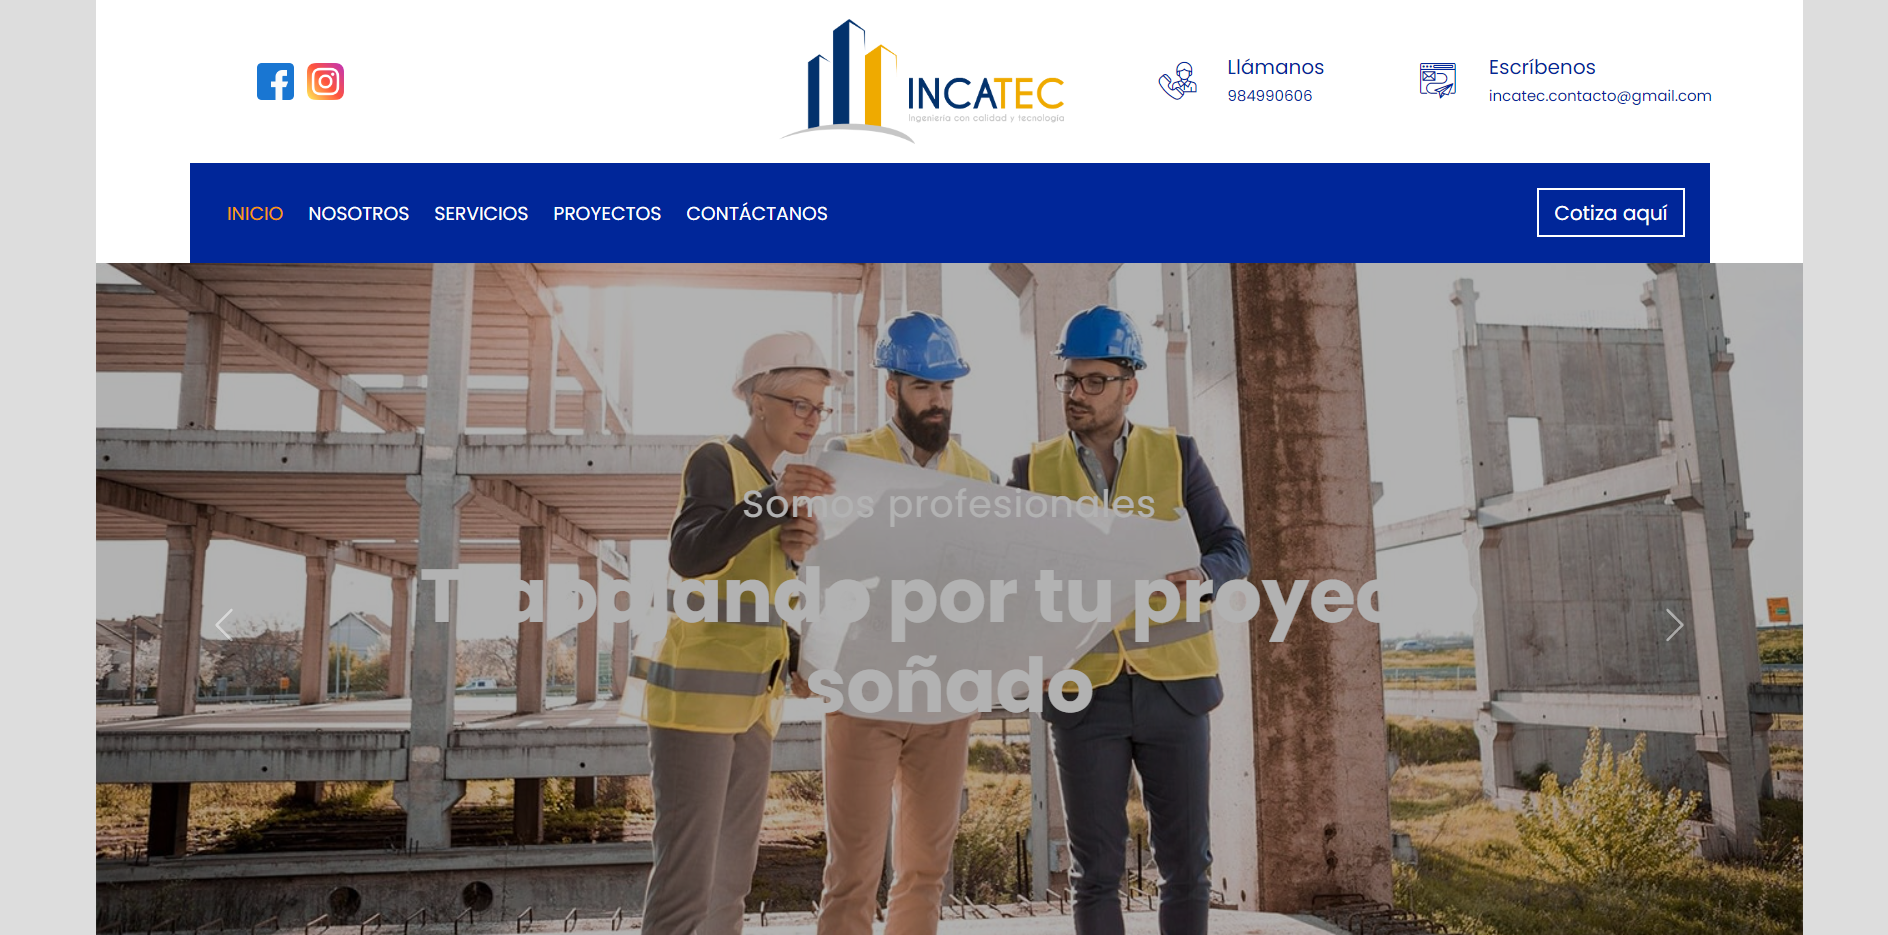 INCATEC
Ingeniería con calidad y tecnología
Llámanos
984990606
Escríbenos
incatec.contacto@gmail.com
INICIO NOSOTROS SERVICIOS PROYECTOS CONTÁCTANOS
Cotiza aquí
Somos profesionales
Trabajando por tu proyecto
soñado